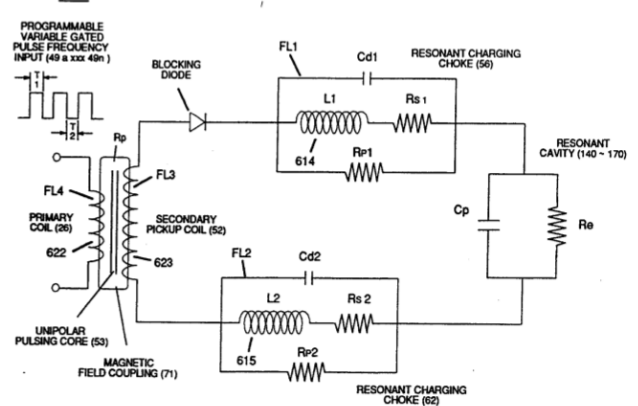 PROGRAMMABLE
VARIABLE GATED
PULSE FREQUENCY
INPUT (49 a xxx 49n )
T
1
T
2
BLOCKING
DIODE
FL1
Cd1
RESONANT CHARGING
CHOKE (56)
L1
Rs 1
614
RP1
RESONANT
CAVITY (140 ~ 170)
Cp
Re
Rp
FL4
FL3
PRIMARY
COIL (26)
SECONDARY
PICKUP COIL (52)
622
623
FL2
Cd2
L2
Rs 2
615
RP2
UNIPOLAR
PULSING CORE (53)
MAGNETIC
FIELD COUPLING (71)
RESONANT CHARGING
CHOKE (62)